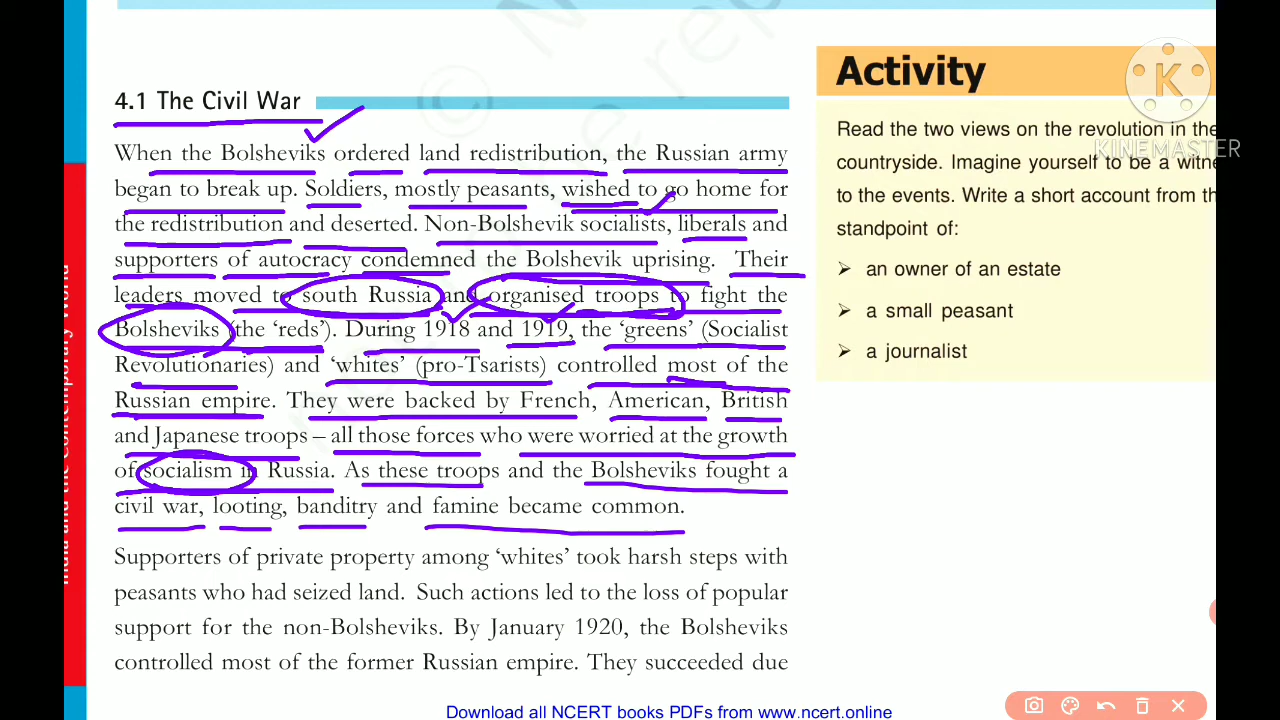 4.1 The Civil War
When the Bolsheviks ordered land redistribution, the Russian army
began to break up. Soldiers, mostly peasants, wished to go home for
the redistribution and deserted. Non-Bolshevik socialists, liberals and
supporters of autocracy condemned the Bolshevik uprising. Their
leaders moved to south Russia and organised troops to fight the
Bolsheviks (the ‘reds’). During 1918 and 1919, the ‘greens’ (Socialist
Revolutionaries) and ‘whites’ (pro-Tsarists) controlled most of the
Russian empire. They were backed by French, American, British
and Japanese troops – all those forces who were worried at the growth
of socialism in Russia. As these troops and the Bolsheviks fought a
civil war, looting, banditry and famine became common.
Supporters of private property among ‘whites’ took harsh steps with
peasants who had seized land. Such actions led to the loss of popular
support for the non-Bolsheviks. By January 1920, the Bolsheviks
controlled most of the former Russian empire. They succeeded due
Activity
Read the two views on the revolution in the
countryside. Imagine yourself to be a witne
to the events. Write a short account from th
standpoint of:
➢ an owner of an estate
➢ a small peasant
➢ a journalist
K
KINEMASTER
India and the Contemporary World
Download all NCERT books PDFs from www.ncert.online